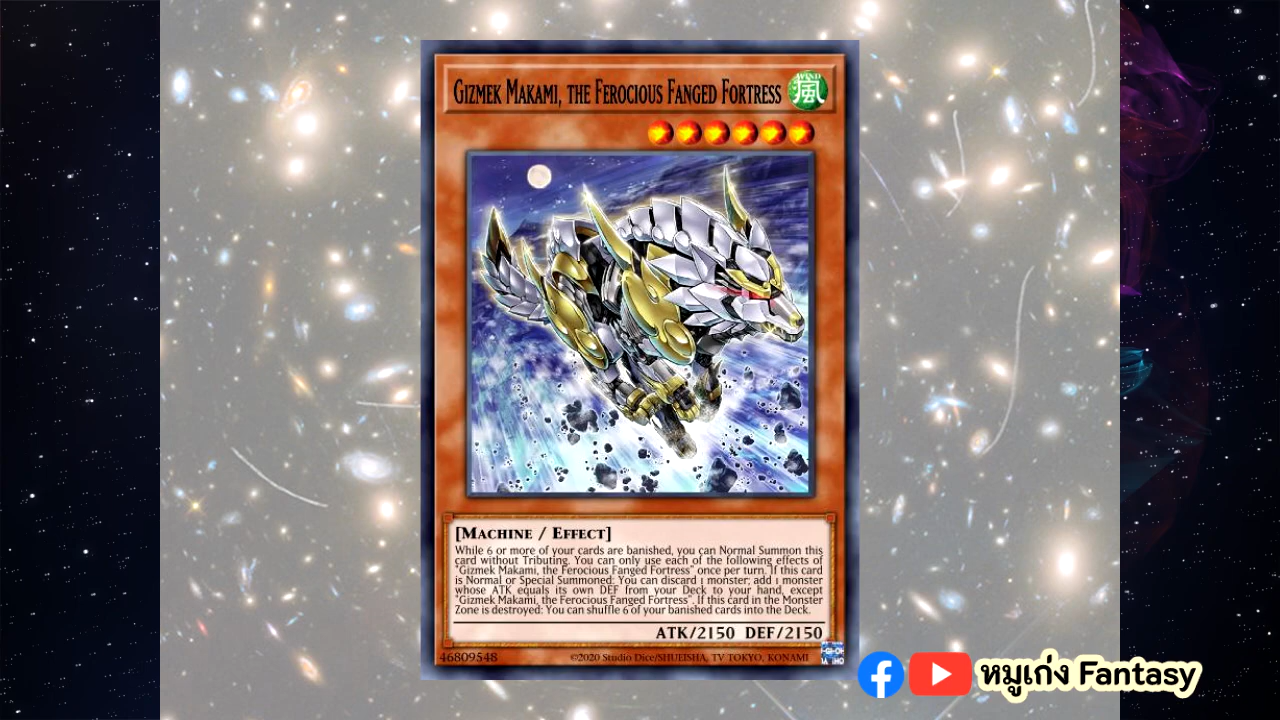 Gizmek Makami, the Ferocious Fanged Fortress
WIND
風
[Machine / Effect]
While 6 or more of your cards are banished, you can Normal Summon this
card without Tributing. You can only use each of the following effects of
"Gizmek Makami, the Ferocious Fanged Fortress" once per turn. If this card
is Normal or Special Summoned: You can discard 1 monster; add 1 monster
whose ATK equals its own DEF from your Deck to your hand, except
"Gizmek Makami, the Ferocious Fanged Fortress". If this card in the Monster
Zone is destroyed: You can shuffle 6 of your banished cards into the Deck.
ATK/2150 DEF/2150
46809548
©2020 Studio Dice/SHUEISHA, TV TOKYO, KONAMI
หมูเก่ง Fantasy